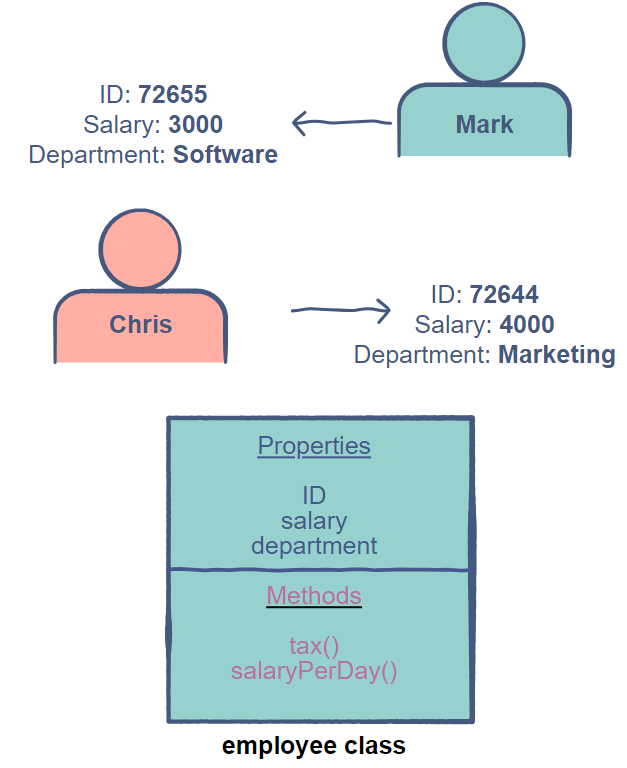 ID: 72655
Salary: 3000
Department: Software
Mark
Chris
ID: 72644
Salary: 4000
Department: Marketing
Properties
ID
salary
department
Methods
tax()
salaryPerDay()
employee class